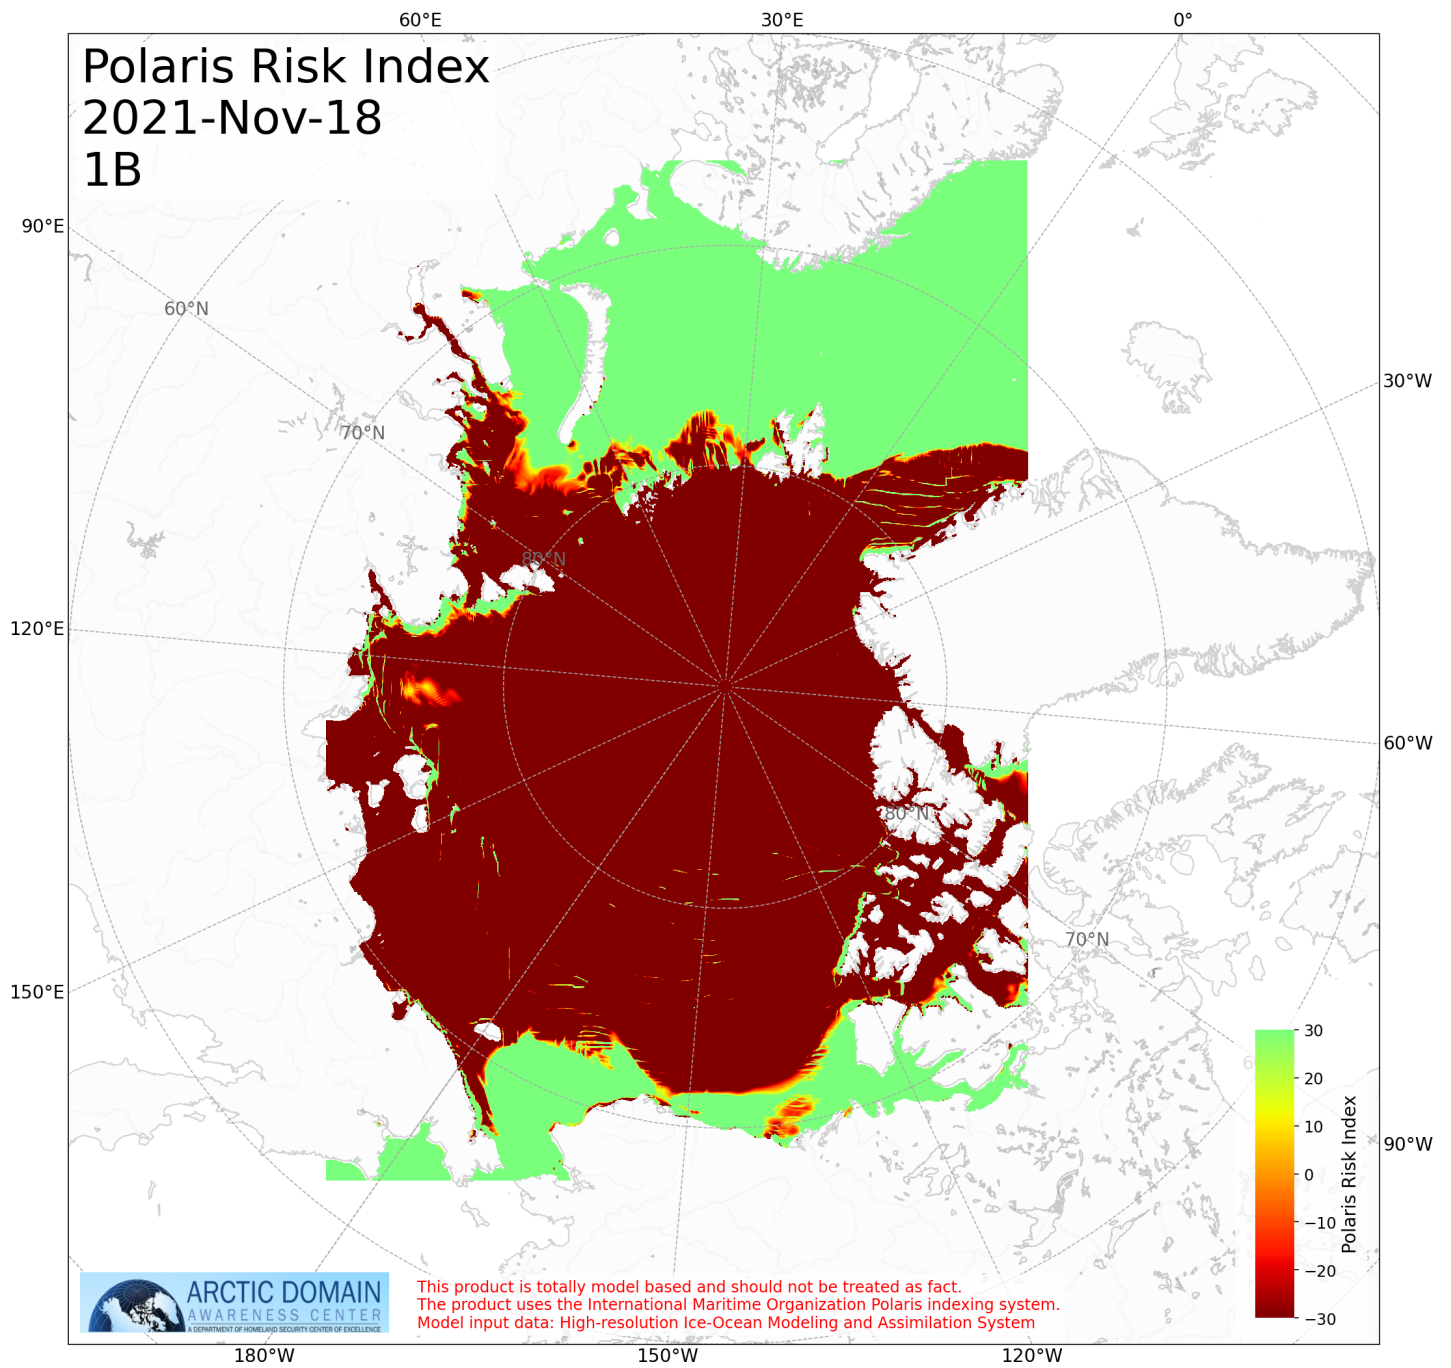 60°E 30°E 0°
Polaris Risk Index
2021-Nov-18
1B
90°E
60°N
30°W
70°N
80°N
120°E
60°W
80°N
70°N
150°E
30
20
10
0
−10
−20
−30
Polaris Risk Index
90°W
ARCTIC DOMAIN
AWARENESS CENTER
A DEPARTMENT OF HOMELAND SECURITY CENTER OF EXCELLENCE
This product is totally model based and should not be treated as fact.
The product uses the International Maritime Organization Polaris indexing system.
Model input data: High-resolution Ice-Ocean Modeling and Assimilation System
180°W 150°W 120°W